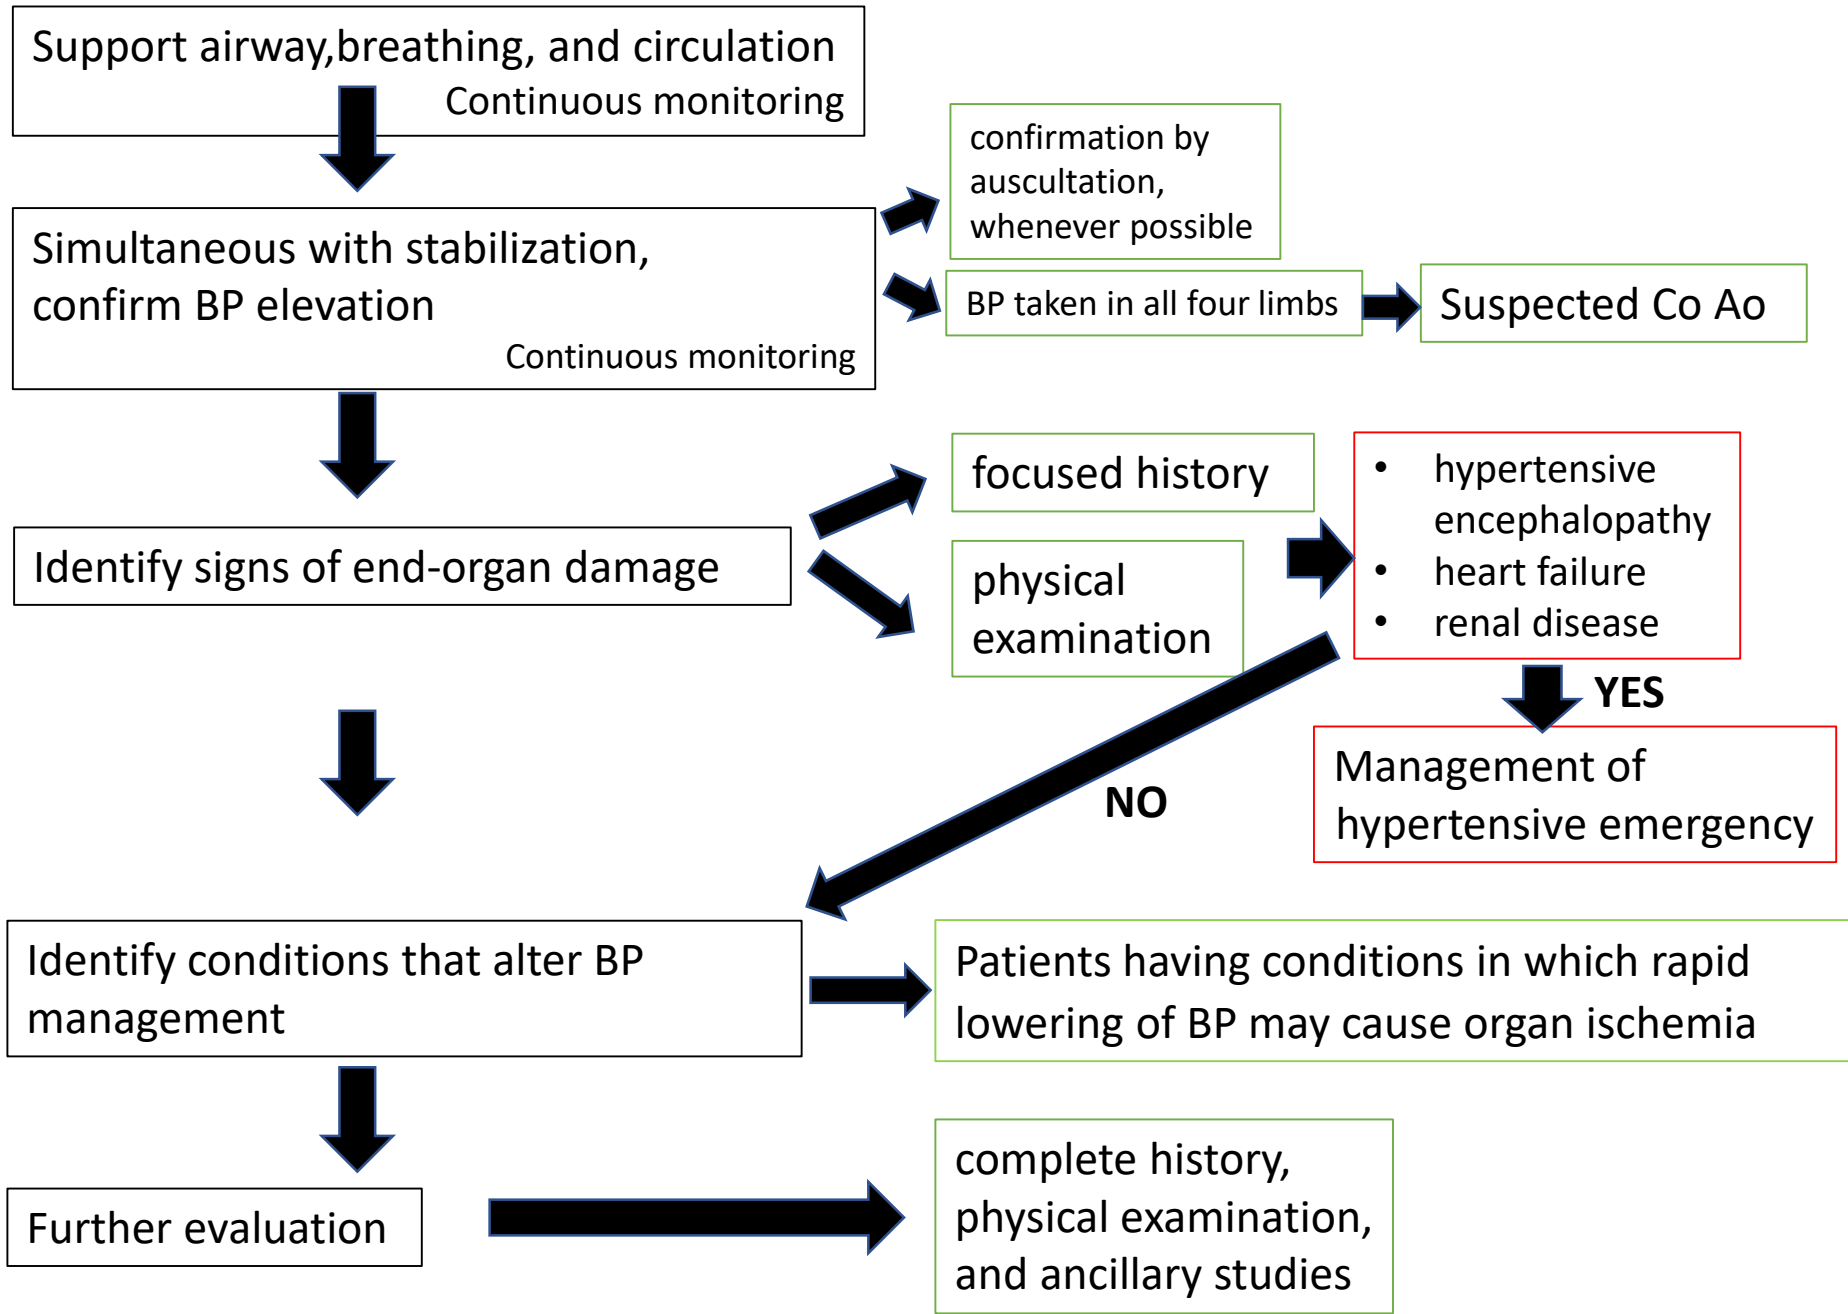 Support airway,breathing, and circulation
Continuous monitoring
confirmation by
auscultation,
whenever possible
Simultaneous with stabilization,
confirm BP elevation
Continuous monitoring
BP taken in all four limbs
Suspected Co Ao
focused history
• hypertensive
encephalopathy
• heart failure
• renal disease
Identify signs of end-organ damage
physical
examination
YES
Management of
hypertensive emergency
NO
Identify conditions that alter BP
management
Patients having conditions in which rapid
lowering of BP may cause organ ischemia
Further evaluation
complete history,
physical examination,
and ancillary studies